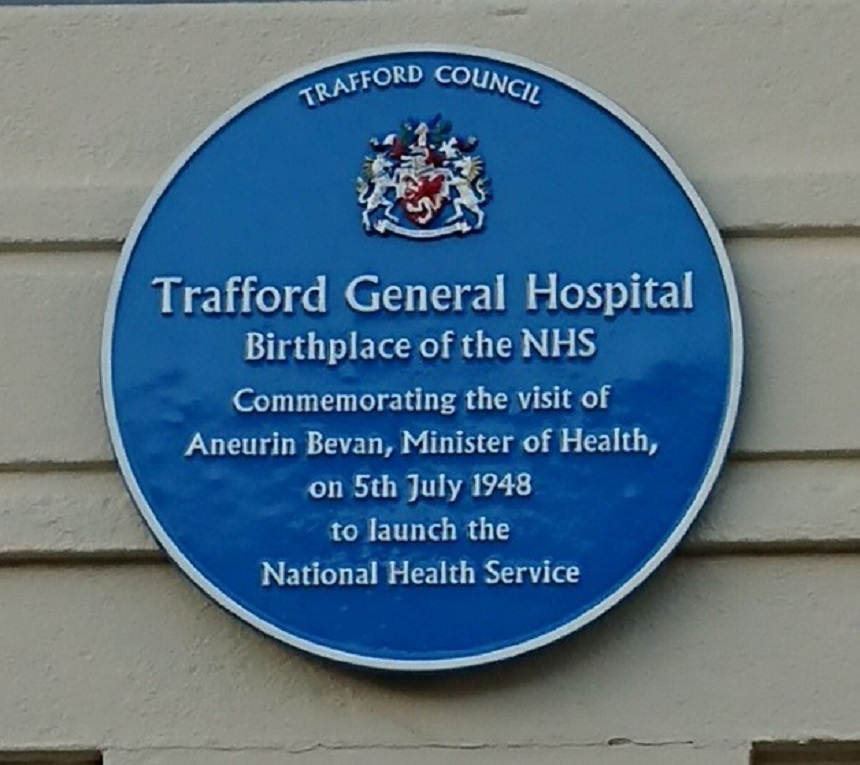 TRAFFORD COUNCIL
Trafford General Hospital
Birthplace of the NHS
Commemorating the visit of
Aneurin Bevan, Minister of Health,
on 5th July 1948
to launch the
National Health Service